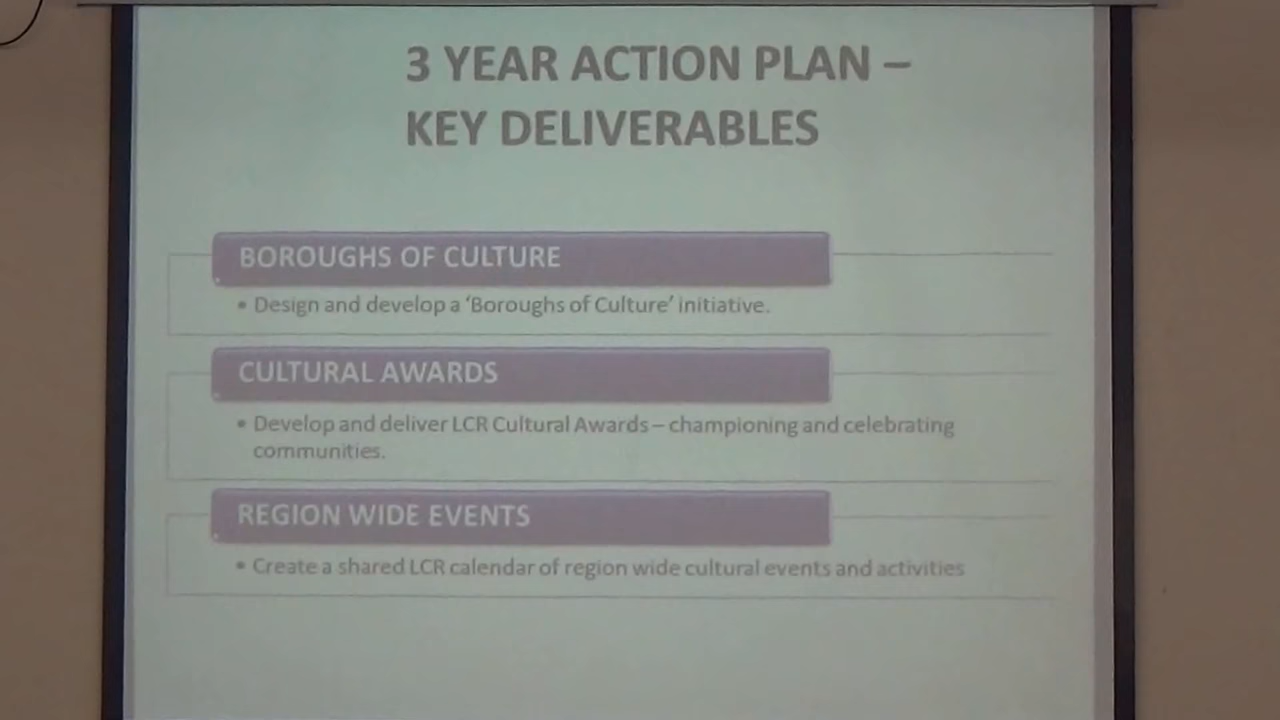 3 YEAR ACTION PLAN –
KEY DELIVERABLES
BOROUGHS OF CULTURE
• Design and develop a ‘Boroughs of Culture’ initiative.
CULTURAL AWARDS
• Develop and deliver LCR Cultural Awards – championing and celebrating
communities.
REGION WIDE EVENTS
• Create a shared LCR calendar of region wide cultural events and activities